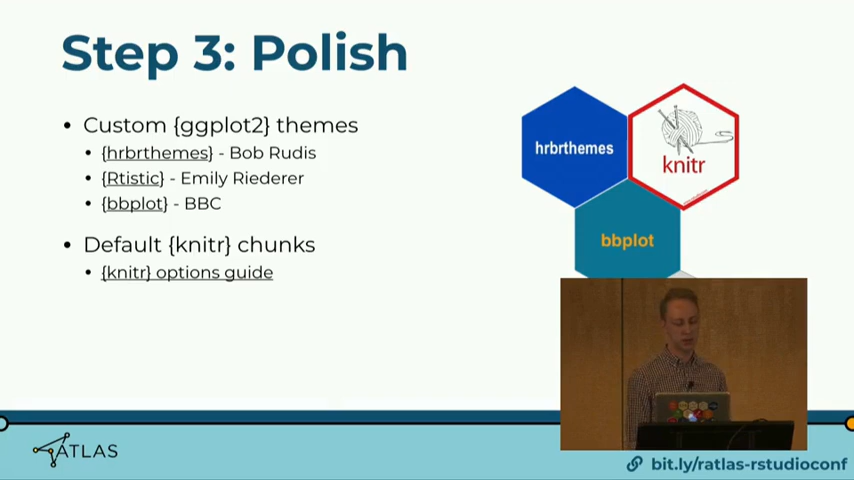 Step 3: Polish
• Custom {ggplot2} themes
• {hrbrthemes} - Bob Rudis
• {Rtistic} - Emily Riederer
• {bbplot} - BBC
• Default {knitr} chunks
• {knitr} options guide
hrbrthemes
knitr
bbplot
ATLAS
bit.ly/ratlas-rstudioconf